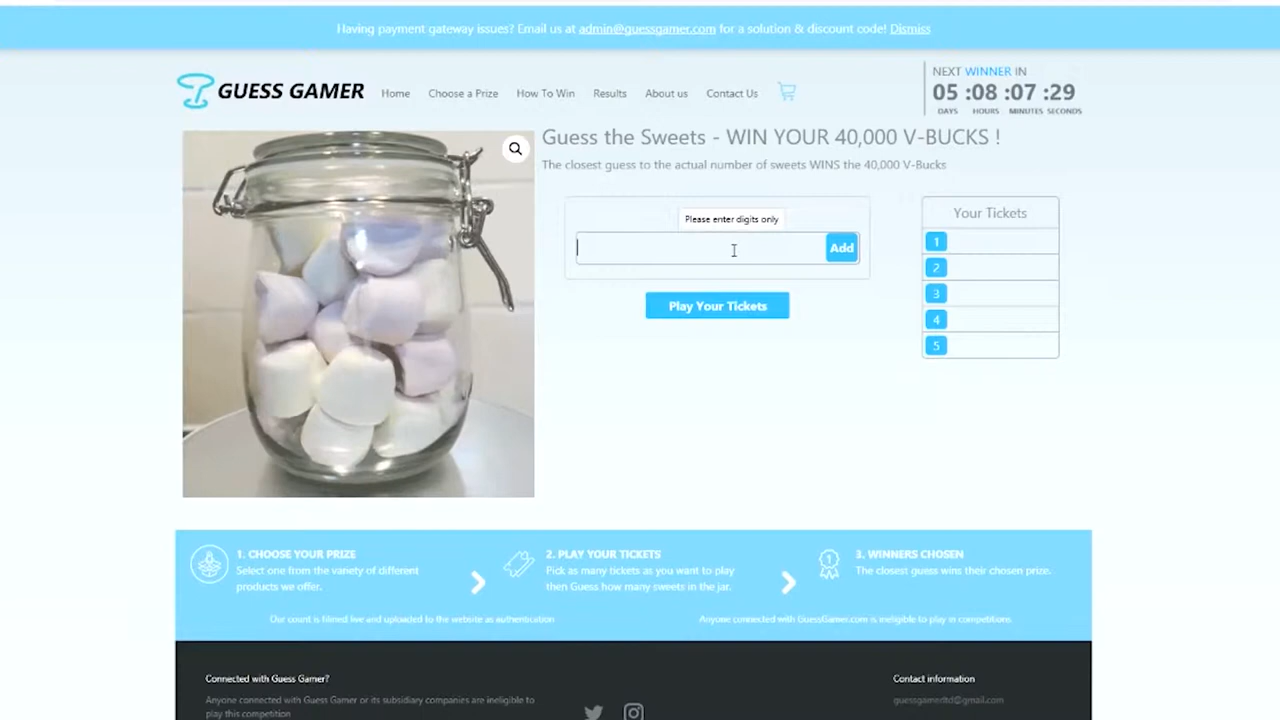 Having payment gateway issues? Email us at admin@guessgamer.com for a solution & discount code! Dismiss
GUESS GAMER
Home
Choose a Prize
How To Win
Results
About us
Contact Us
NEXT WINNER IN
05 :08 :07 :29
DAYS HOURS MINUTES SECONDS
Guess the Sweets - WIN YOUR 40,000 V-BUCKS !
The closest guess to the actual number of sweets WINS the 40,000 V-Bucks
Please enter digits only
Add
Play Your Tickets
Your Tickets
1
2
3
4
5
1. CHOOSE YOUR PRIZE
Select one from the variety of different
products we offer.
2. PLAY YOUR TICKETS
Pick as many tickets as you want to play
then Guess how many sweets in the jar.
3. WINNERS CHOSEN
The closest guess wins their chosen prize.
Our count is filmed live and uploaded to the website as authentication
Anyone connected with GuessGamer.com is ineligible to play in competitions.
Connected with Guess Gamer?
Anyone connected with Guess Gamer or its subsidiary companies are ineligible to
play this competition
Contact information
guessgamerltd@gmail.com